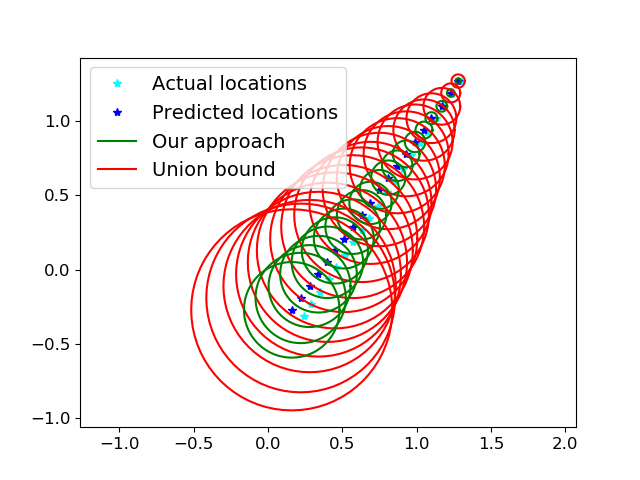 Actual locations
Predicted locations
Our approach
Union bound
1.0
0.5
0.0
−0.5
−1.0
−1.0 −0.5 0.0 0.5 1.0 1.5 2.0